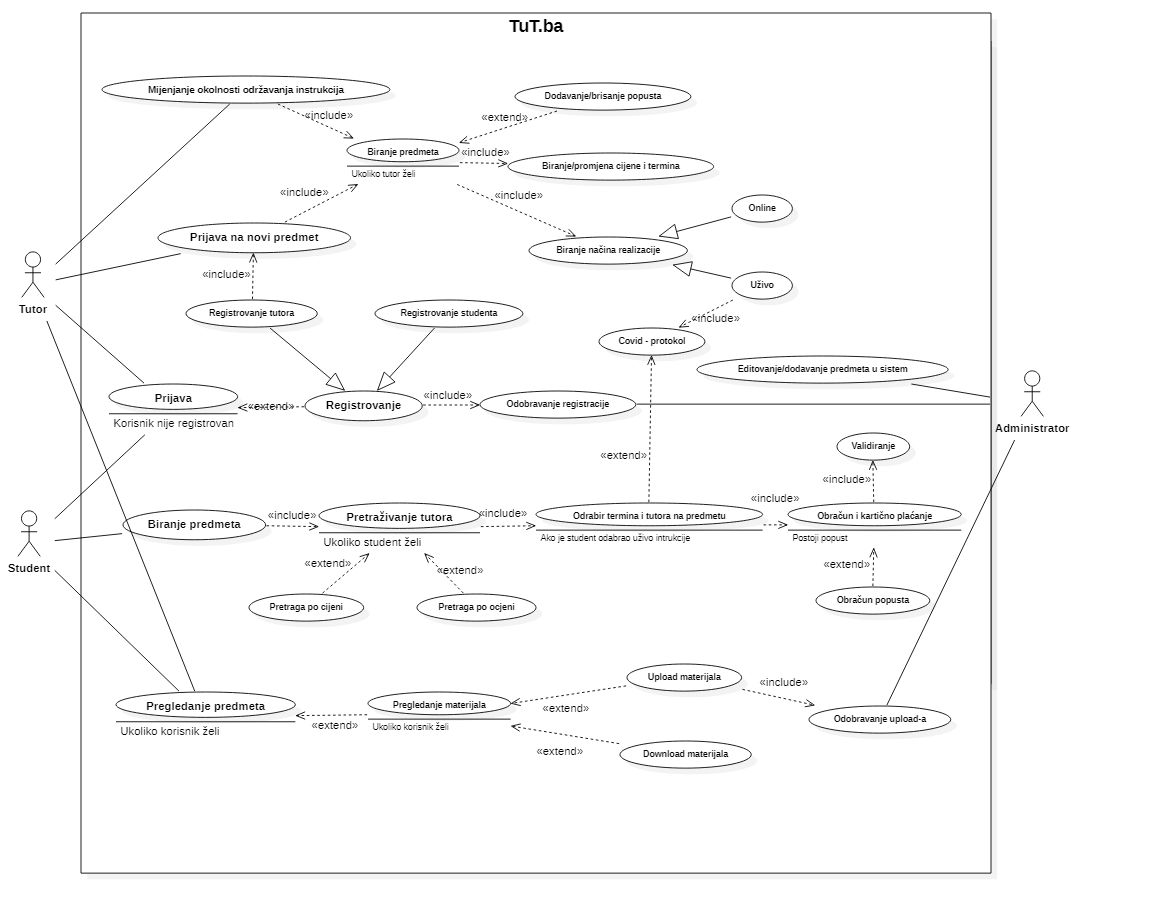 TuT.ba
Mijenjanje okolnosti održavanja instrukcija
Dodavanje/brisanje popusta
«include»
«extend»
Biranje predmeta
«include»
Ukoliko tutor želi
Biranje/promjena cijene i termina
«include»
«include»
Online
Prijava na novi predmet
Biranje načina realizacije
«include»
Uživo
Tutor
Registrovanje tutora
Registrovanje studenta
«include»
Covid - protokol
Editovanje/dodavanje predmeta u sistem
Prijava
«include»
Registrovanje
«extend»
Odobravanje registracije
Korisnik nije registrovan
Administrator
Validiranje
«extend»
«include»
«include»
Biranje predmeta
«include»
Pretraživanje tutora
«include»
Odrabir termina i tutora na predmetu
Obračun i kartično plaćanje
Ukoliko student želi
Ako je student odabrao uživo intrukcije
Postoji popust
Student
«extend»
«extend»
«extend»
Pretraga po cijeni
Pretraga po ocjeni
Obračun popusta
Upload materijala
«include»
Pregledanje predmeta
Pregledanje materijala
«extend»
Odobravanje upload-a
Ukoliko korisnik želi
«extend»
Ukoliko korisnik želi
«extend»
Download materijala